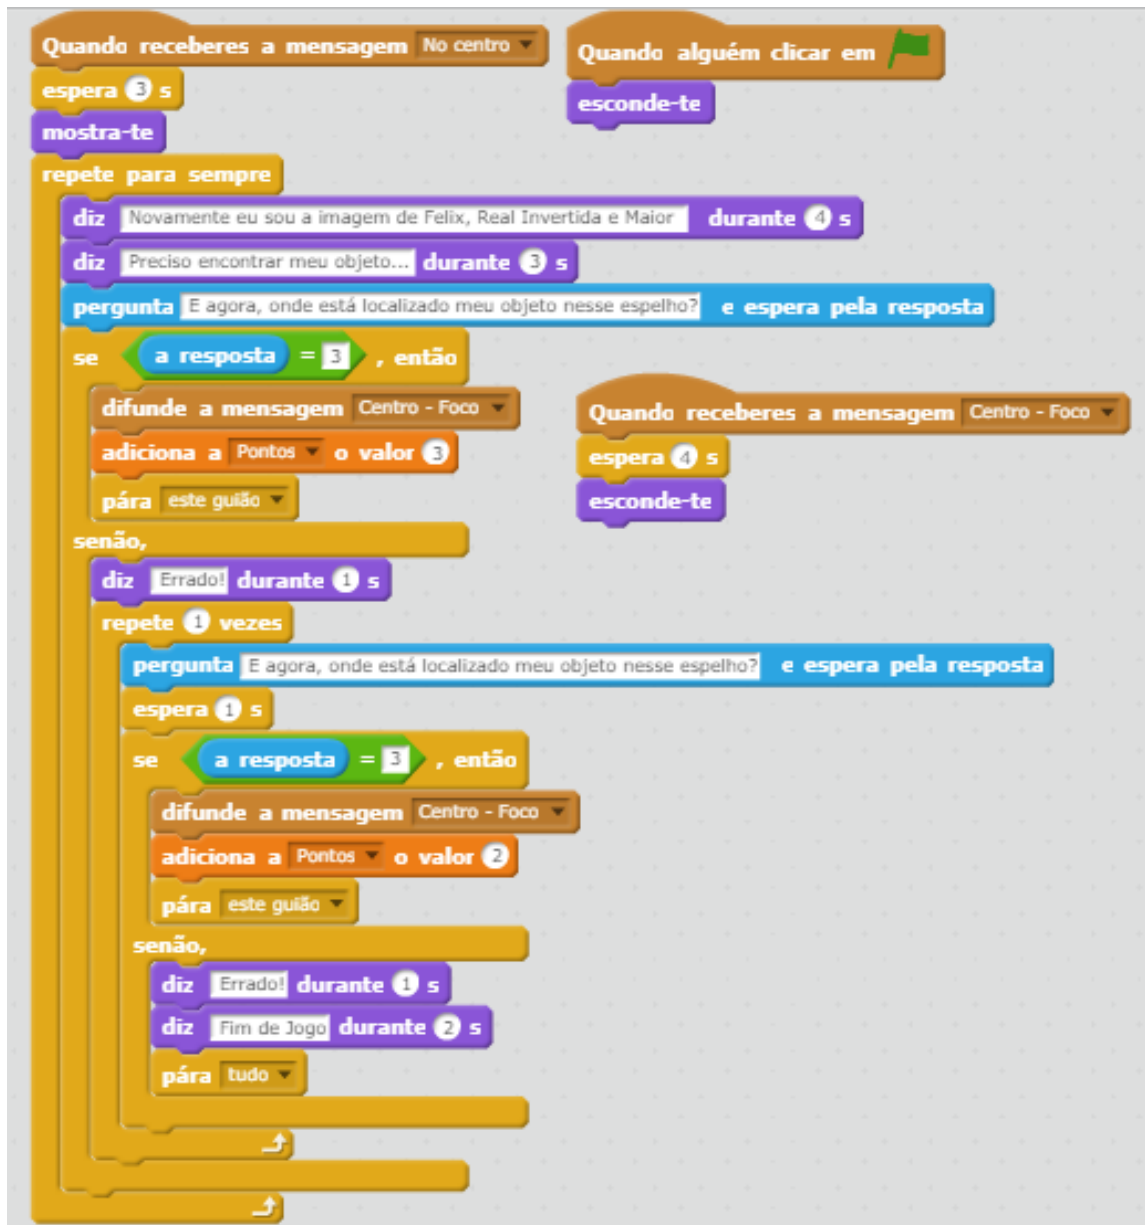 Quando receberes a mensagem No centro
espera 3 s
mostra-te
repete para sempre
diz Novamente eu sou a imagem de Felix, Real Invertida e Maior durante 4 s
diz Preciso encontrar meu objeto... durante 3 s
pergunta E agora, onde está localizado meu objeto nesse espelho? e espera pela resposta
se a resposta = 3 , então
difunde a mensagem Centro - Foco
adiciona a Pontos o valor 3
pára este guião
senão,
diz Errado! durante 1 s
repete 1 vezes
pergunta E agora, onde está localizado meu objeto nesse espelho? e espera pela resposta
espera 1 s
se a resposta = 3 , então
difunde a mensagem Centro - Foco
adiciona a Pontos o valor 2
pára este guião
senão,
diz Errado! durante 1 s
diz Fim de Jogo durante 2 s
pára tudo
Quando alguém clicar em
esconde-te
Quando receberes a mensagem Centro - Foco
espera 4 s
esconde-te